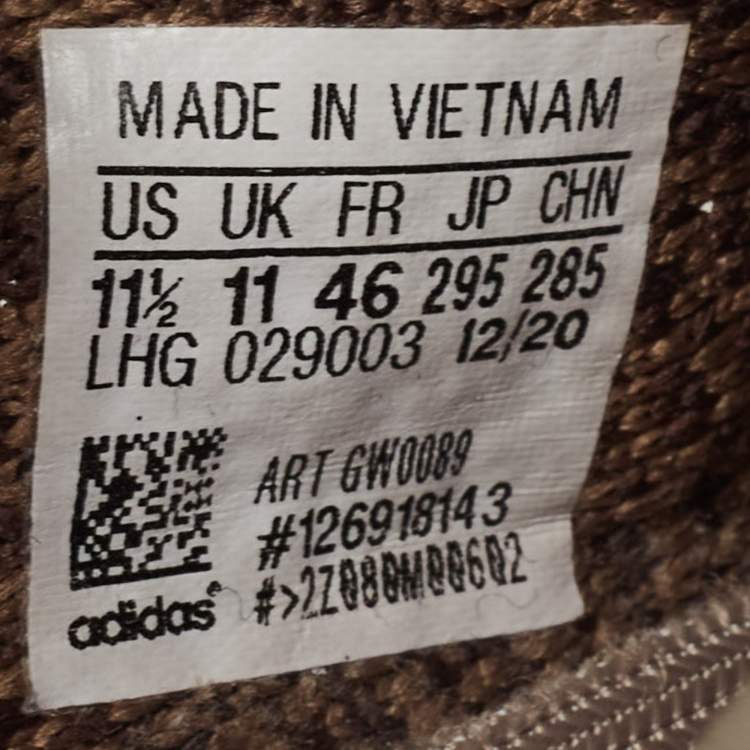 MADE IN VIETNAM
US UK FR JP CHN
11½ 11 46 295 285
LHG 029003 12/20
ART GW0089
#126918143
#>2Z080M00602
adidas®